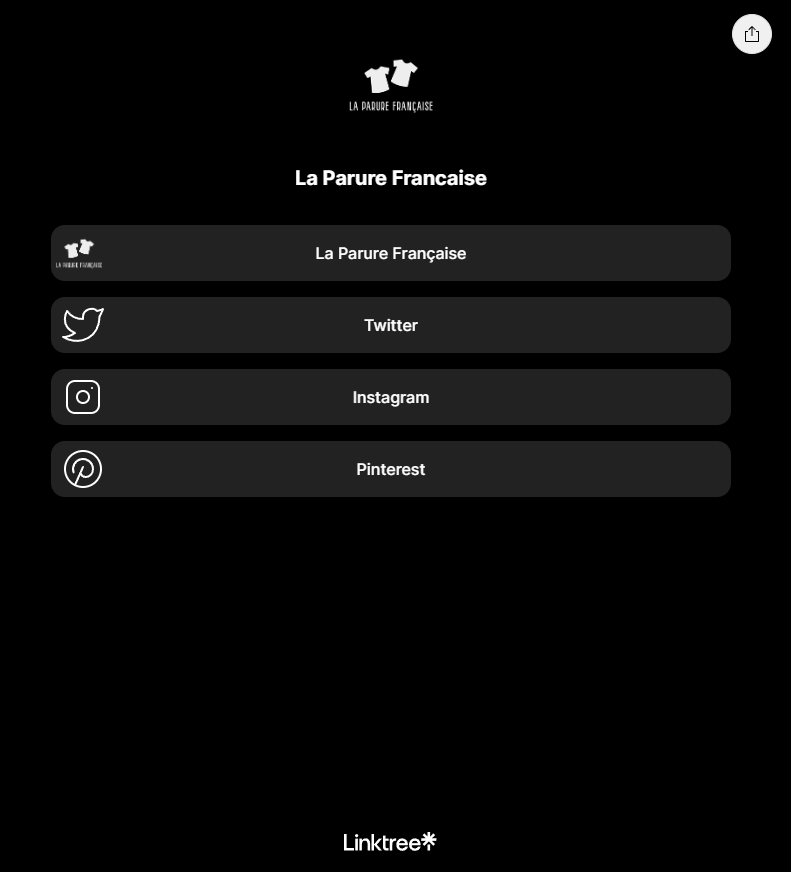 LA PARURE FRANÇAISE
La Parure Francaise
LA PARURE FRANÇAISE
La Parure Française
Twitter
Instagram
Pinterest
Linktree